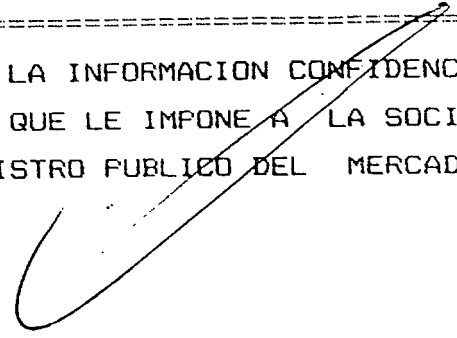 LA INFORMACION CONFIDENC
QUE LE IMPONE A LA SOCI
ISTRO PUBLICO DEL MERCAD